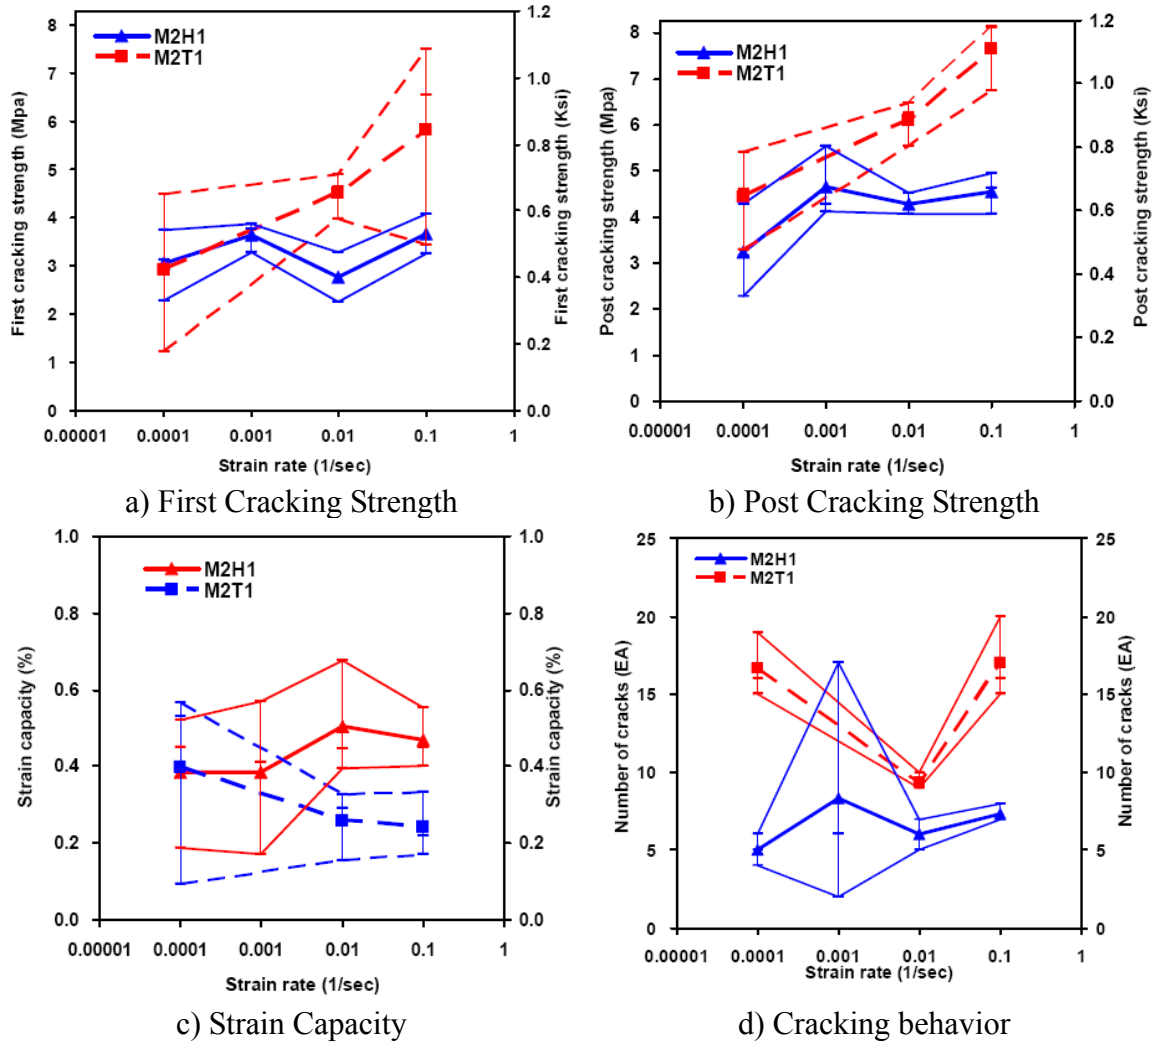 M2H1
M2T1
8
7
6
5
4
3
2
1
0
1.2
1.0
0.8
0.6
0.4
0.2
0.0
First cracking strength (Mpa)
First cracking strength (Ksi)
0.00001 0.0001 0.001 0.01 0.1 1
Strain rate (1/sec)
a) First Cracking Strength
M2H1
M2T1
8
7
6
5
4
3
2
1
0
1.2
1.0
0.8
0.6
0.4
0.2
0.0
Post cracking strength (Mpa)
Post cracking strength (Ksi)
0.00001 0.0001 0.001 0.01 0.1 1
Strain rate (1/sec)
b) Post Cracking Strength
M2H1
M2T1
1.0
0.8
0.6
0.4
0.2
0.0
1.0
0.8
0.6
0.4
0.2
0.0
Strain capacity (%)
Strain capacity (%)
0.00001 0.0001 0.001 0.01 0.1 1
Strain rate (1/sec)
c) Strain Capacity
M2H1
M2T1
25
20
15
10
5
0
25
20
15
10
5
0
Number of cracks (EA)
Number of cracks (EA)
0.00001 0.0001 0.001 0.01 0.1 1
Strain rate (1/sec)
d) Cracking behavior